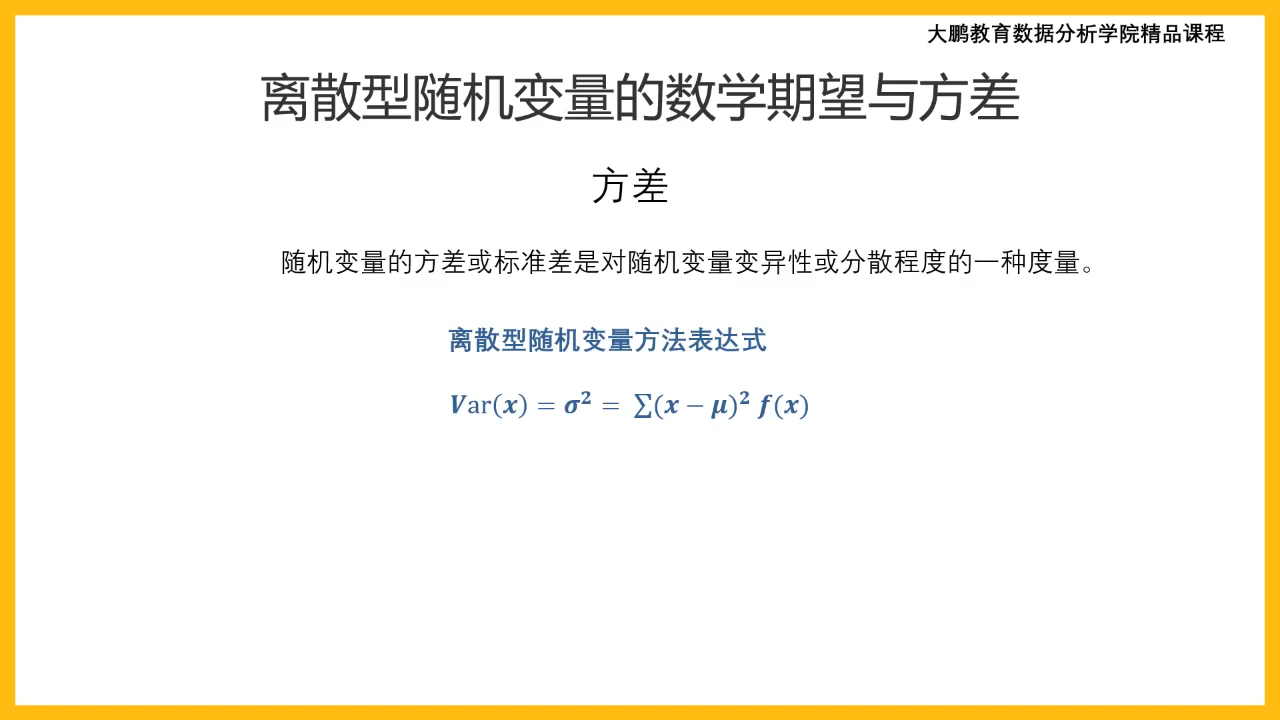 大鹏教育数据分析学院精品课程
离散型随机变量的数学期望与方差
方差
随机变量的方差或标准差是对随机变量变异性或分散程度的一种度量。
离散型随机变量方法表达式
Var(x) = σ² = ∑(x − μ)² f(x)